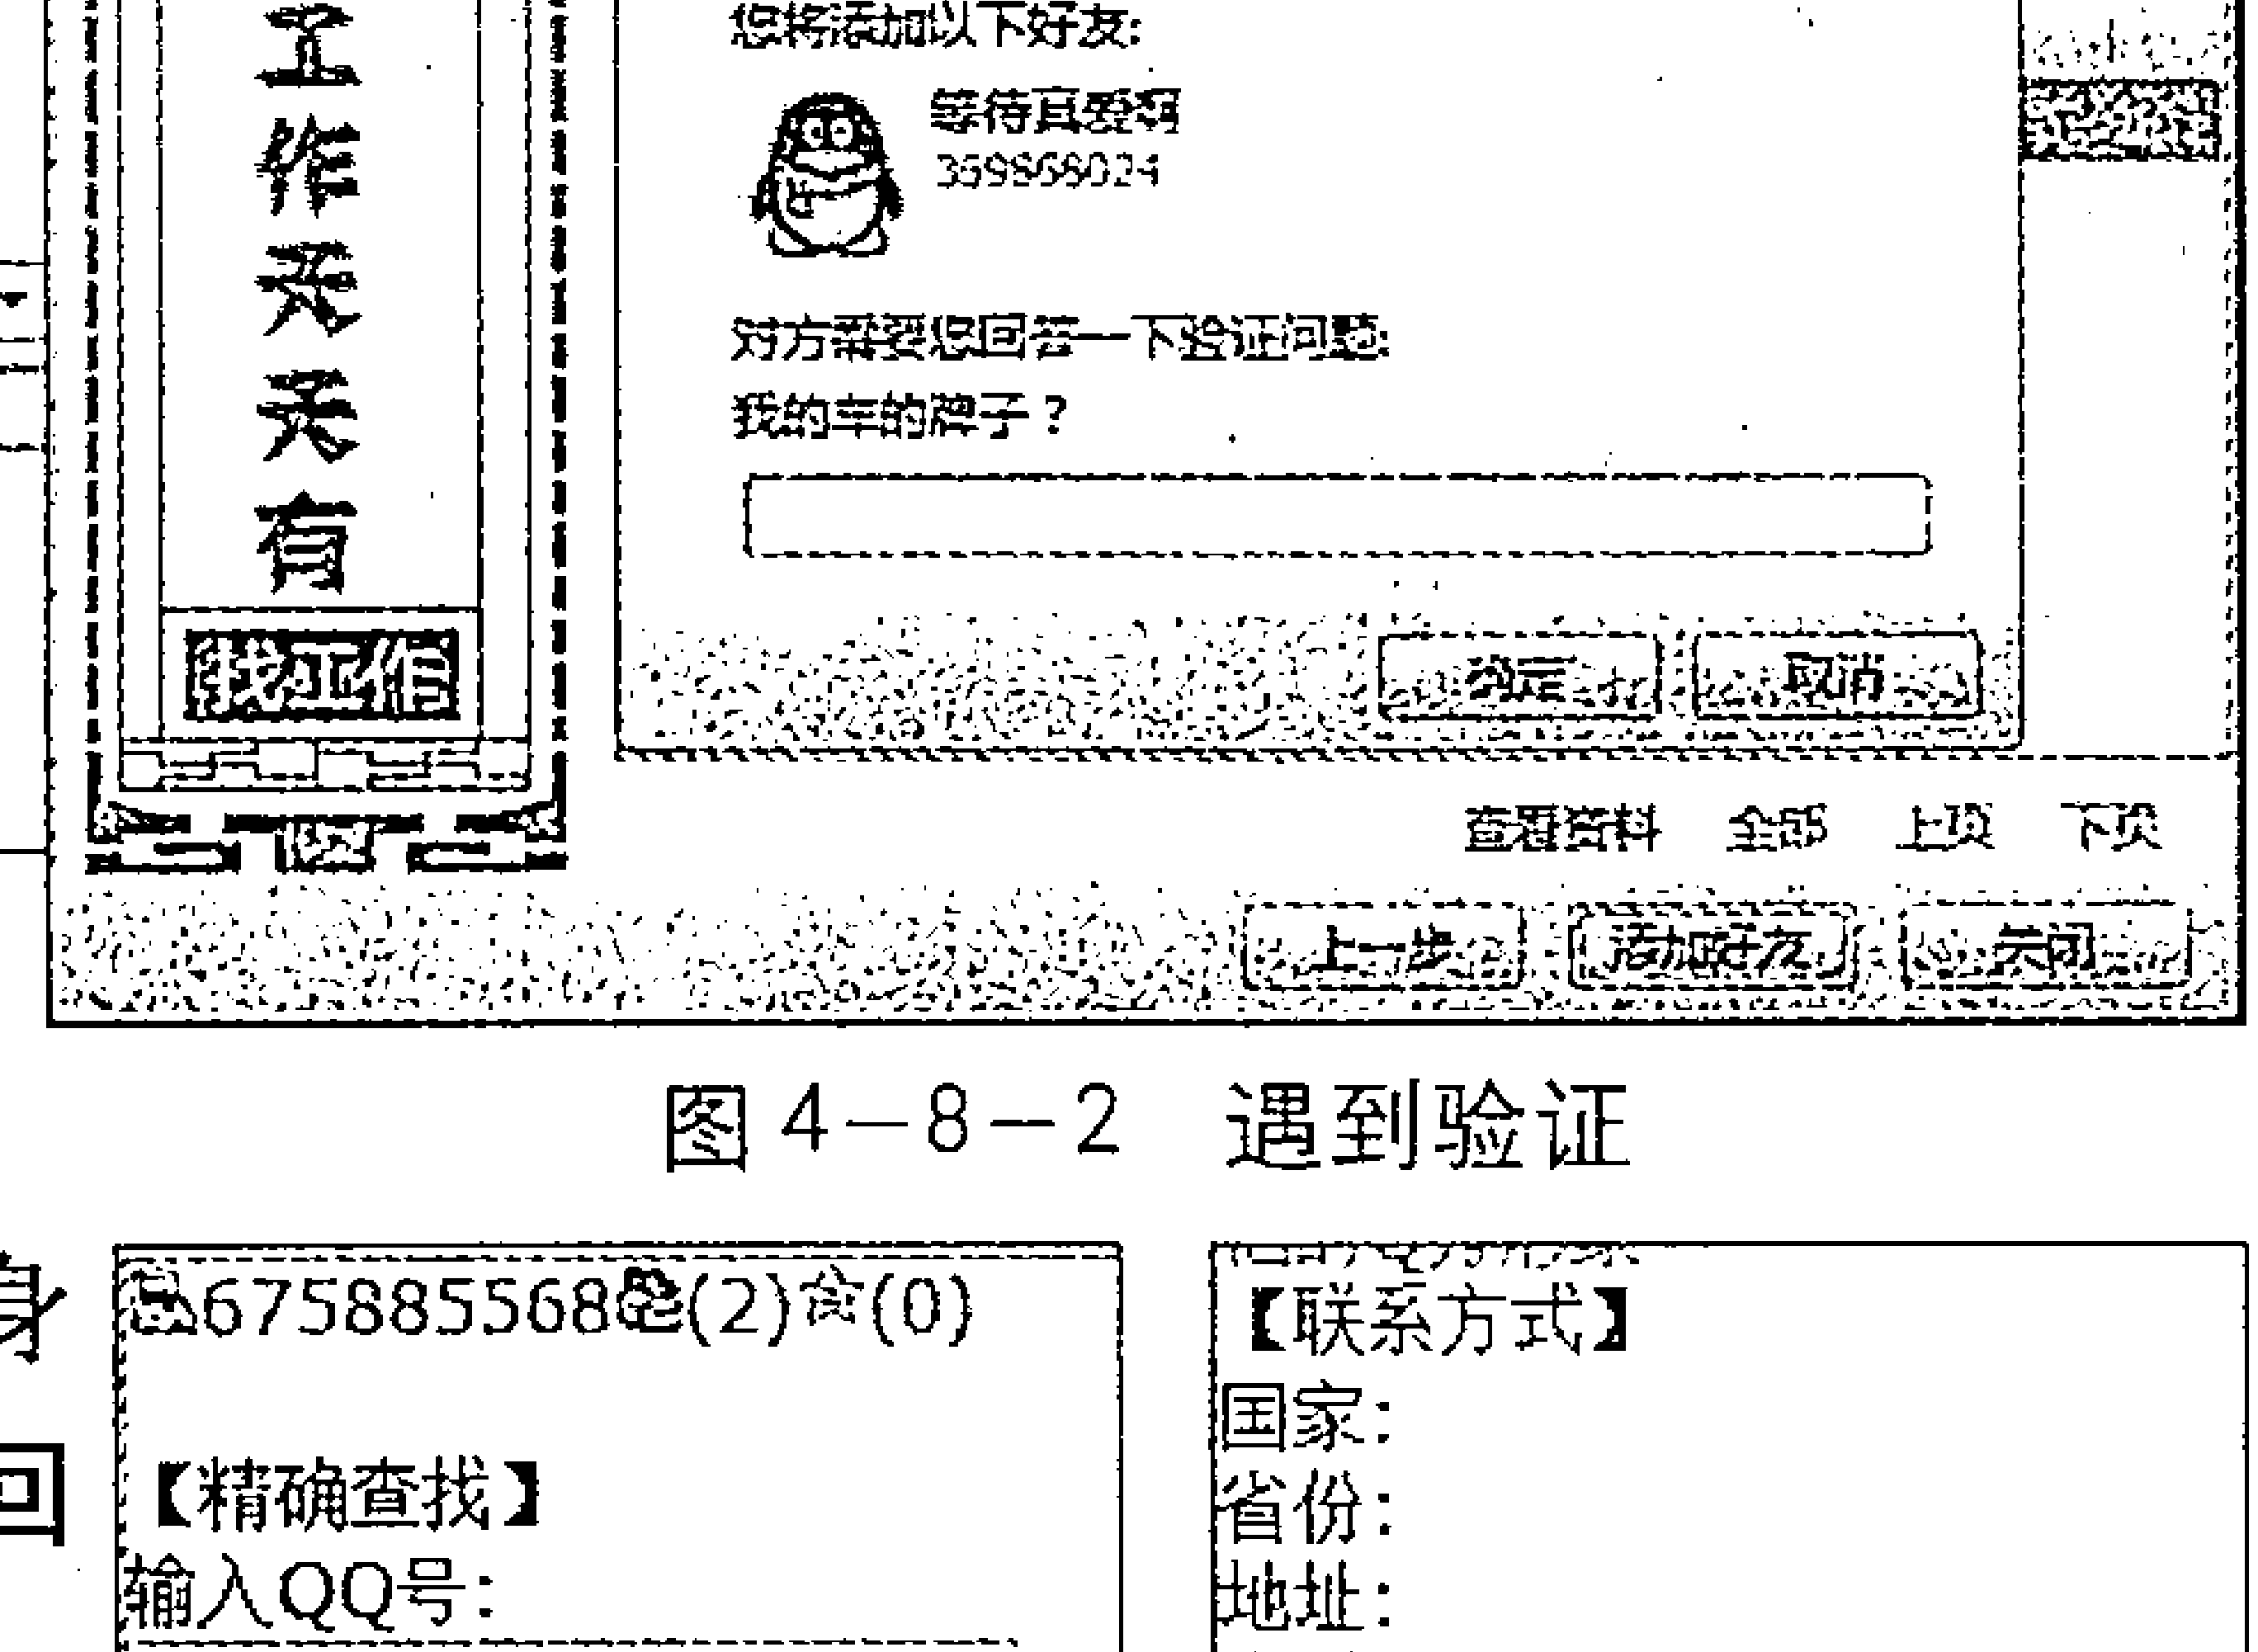 工作天天有
找工作
您将添加以下好友:
等待真爱啊
369868024
对方需要您回答一下验证问题:
我的车的牌子？
确定 取消
查看资料 全部 上页 下页
上一步 添加好友 关闭
图4-8-2 遇到验证
身
回
675885568(2)(0)
【精确查找】
输入QQ号:
【联系方式】
国家:
省份:
地址: